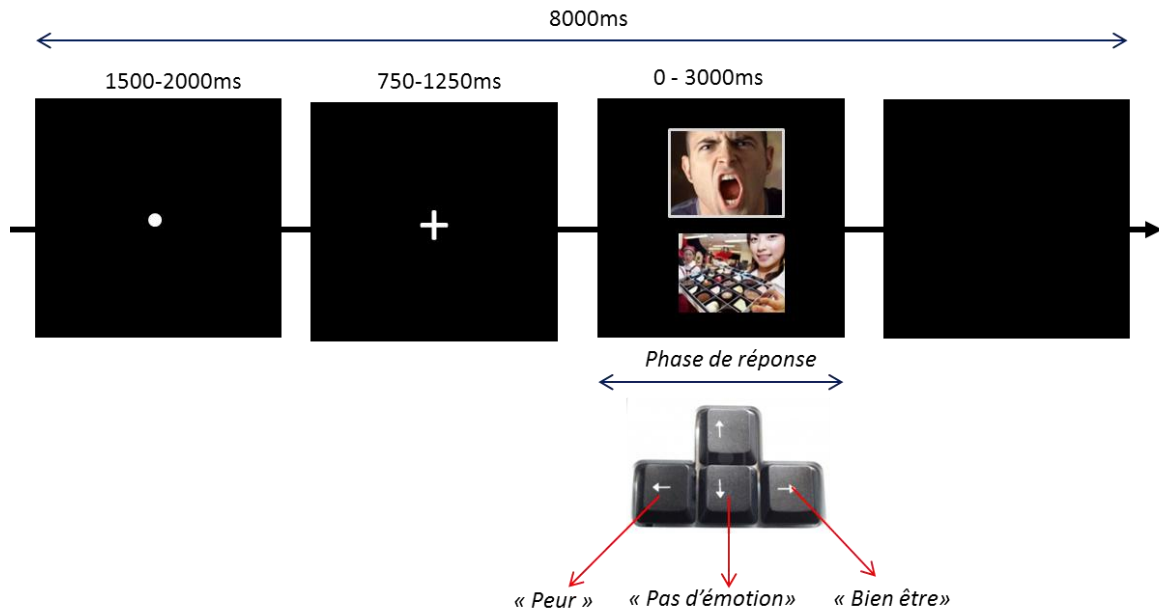 8000ms
1500-2000ms
750-1250ms
0 - 3000ms
Phase de réponse
« Peur »
« Pas d’émotion»
« Bien être»